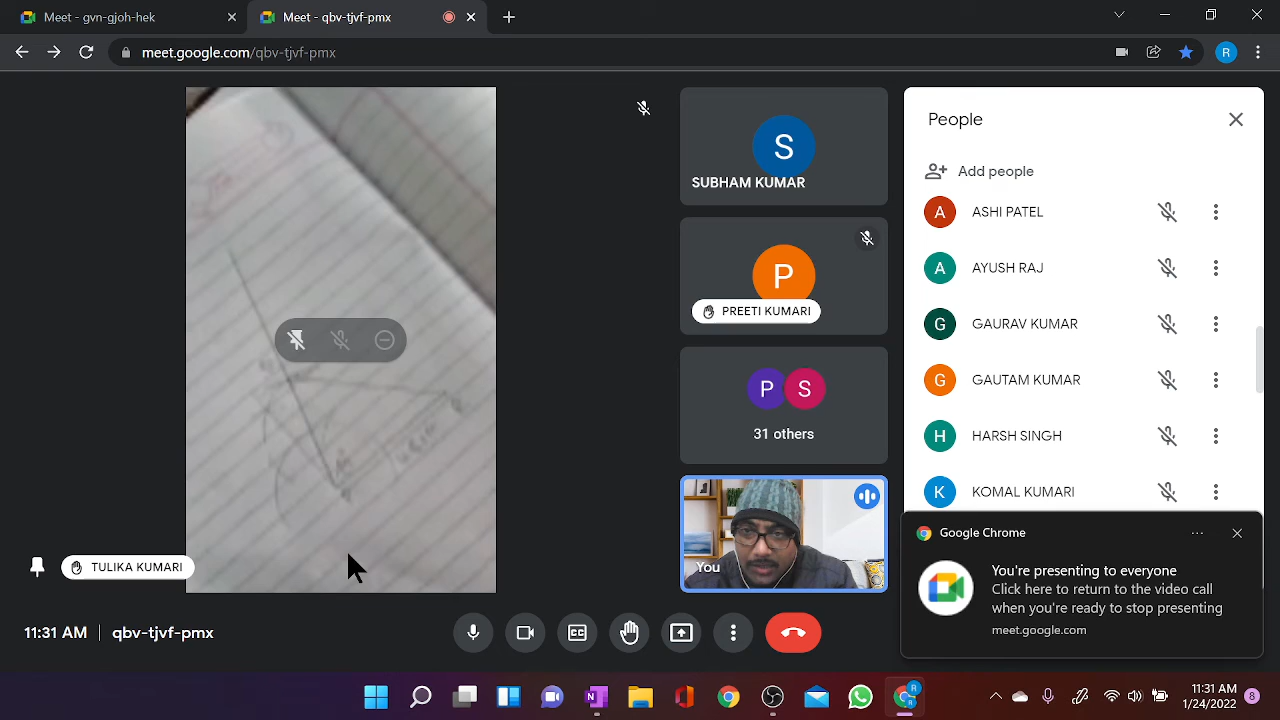 Meet - gvn-gjoh-hek
Meet - qbv-tjvf-pmx
meet.google.com/qbv-tjvf-pmx
R
S
SUBHAM KUMAR
P
PREETI KUMARI
P S
31 others
You
TULIKA KUMARI
People
Add people
A ASHI PATEL
A AYUSH RAJ
G GAURAV KUMAR
G GAUTAM KUMAR
H HARSH SINGH
K KOMAL KUMARI
Google Chrome
You're presenting to everyone
Click here to return to the video call
when you're ready to stop presenting
meet.google.com
11:31 AM | qbv-tjvf-pmx
CC
11:31 AM
1/24/2022
8